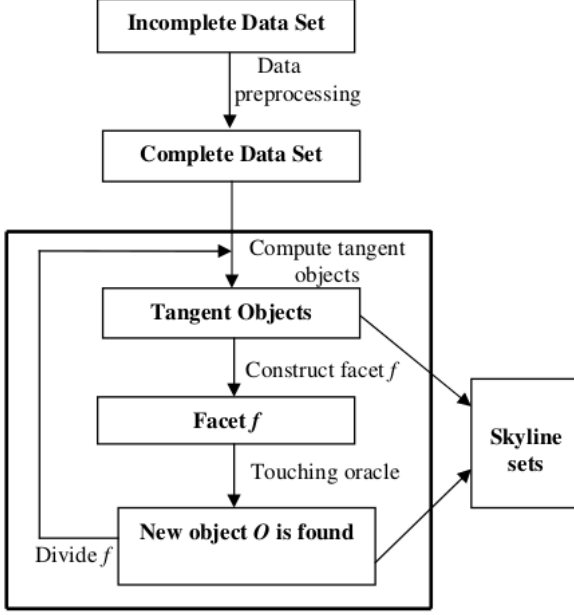 Incomplete Data Set
Data
preprocessing
Complete Data Set
Compute tangent
objects
Tangent Objects
Construct facet f
Facet f
Skyline
sets
Touching oracle
New object O is found
Divide f